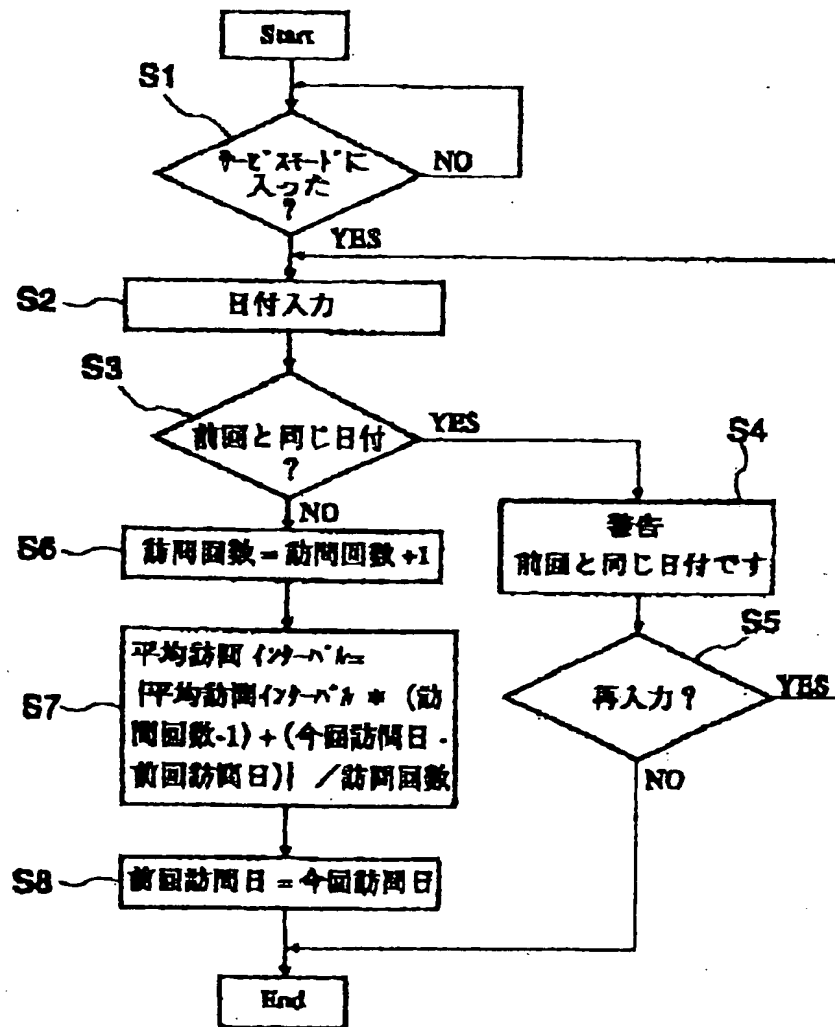 Start
S1
サービスモードに
入った
?
NO
YES
S2
日付入力
S3
前回と同じ日付
?
YES
NO
S4
警告
前回と同じ日付です
S5
再入力?
YES
NO
S6
訪問回数=訪問回数+1
S7
平均訪問インターバル=
{平均訪問インターバル * (訪
問回数-1)+(今回訪問日-
前回訪問日)} /訪問回数
S8
前回訪問日=今回訪問日
End